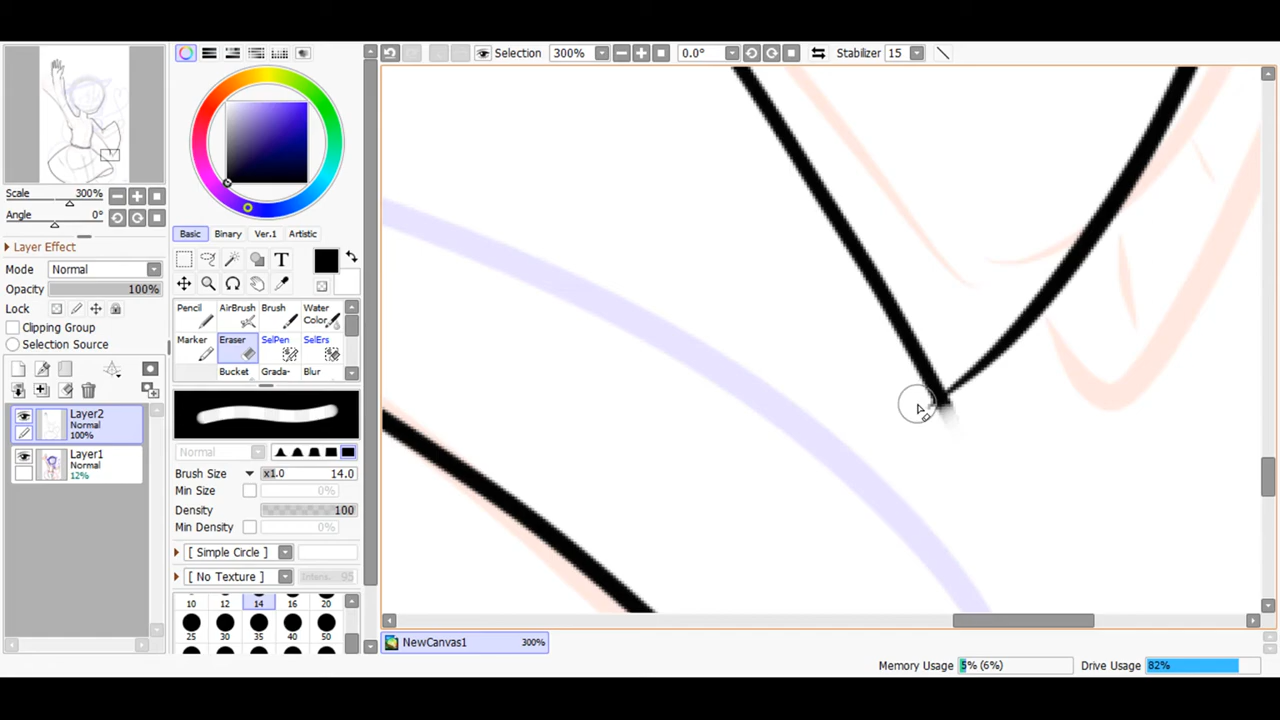 Selection 300% 0.0° Stabilizer 15
Scale 300%
Angle 0°
Layer Effect
Mode Normal
Opacity 100%
Lock
Clipping Group
Selection Source
Layer2
Normal
100%
Layer1
Normal
12%
Basic Binary Ver.1 Artistic
T
Pencil AirBrush Brush Water Color
Marker Eraser SelPen SelErs
Bucket Grada- Blur
Normal
Brush Size x1.0 14.0
Min Size 0%
Density 100
Min Density 0%
[ Simple Circle ]
[ No Texture ] Intens. 95
10 12 14 16 20
25 30 35 40 50
NewCanvas1 300%
Memory Usage 5% (6%) Drive Usage 82%